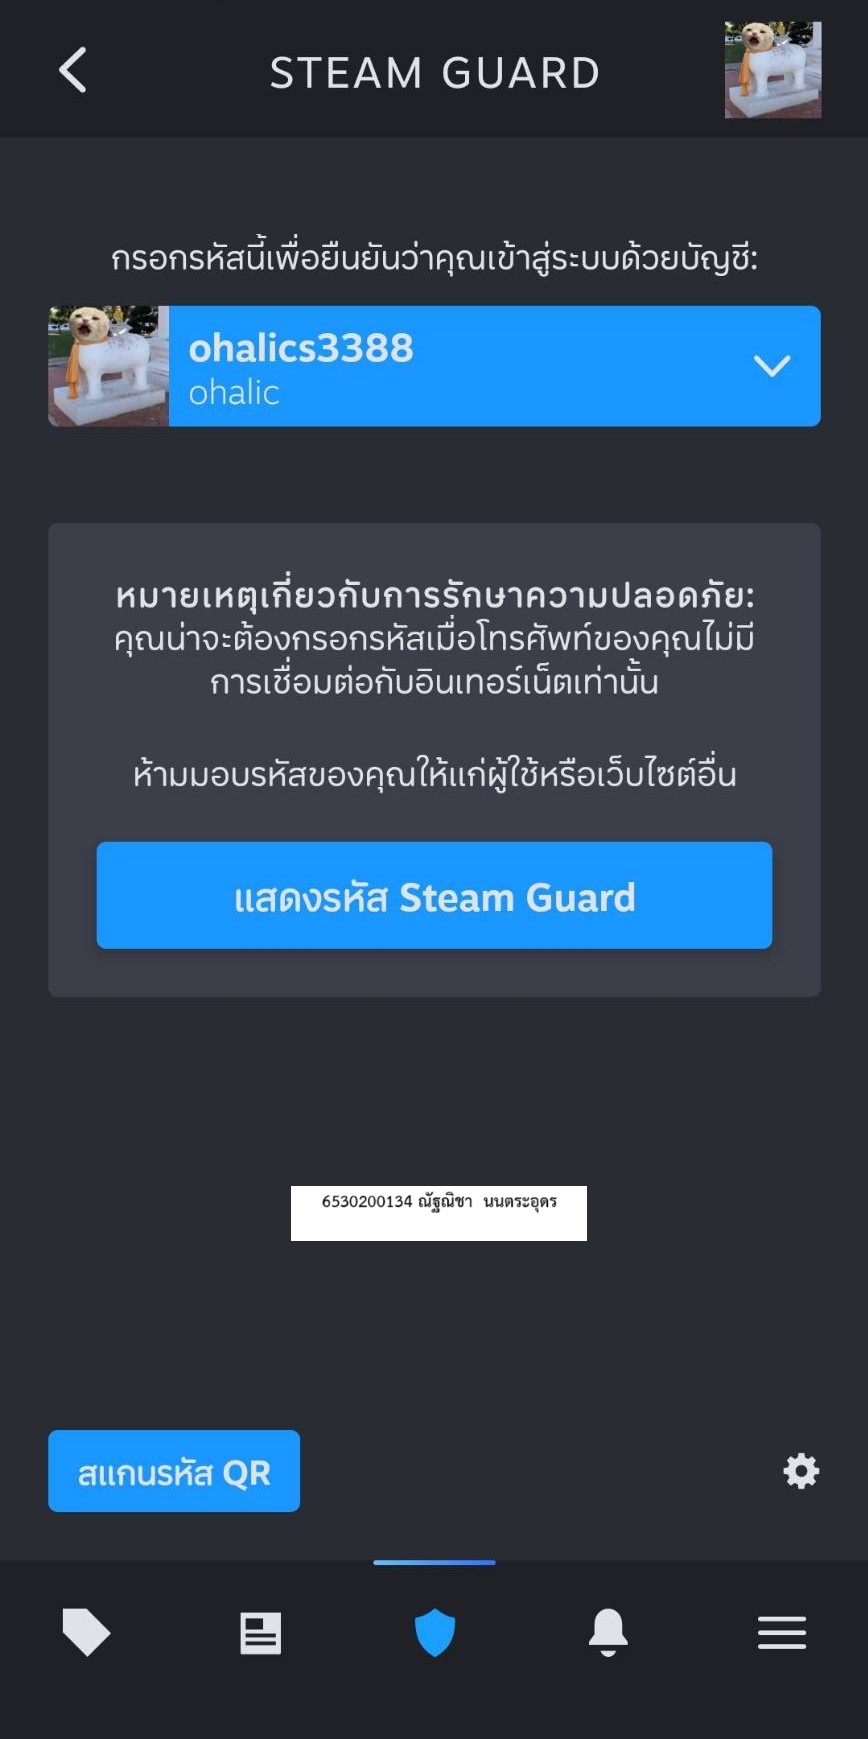 STEAM GUARD
กรอกรหัสนี้เพื่อยืนยันว่าคุณเข้าสู่ระบบด้วยบัญชี:
ohalics3388
ohalic
หมายเหตุเกี่ยวกับการรักษาความปลอดภัย:
คุณน่าจะต้องกรอกรหัสเมื่อโทรศัพท์ของคุณไม่มี
การเชื่อมต่อกับอินเทอร์เน็ตเท่านั้น
ห้ามมอบรหัสของคุณให้แก่ผู้ใช้หรือเว็บไซต์อื่น
แสดงรหัส Steam Guard
6530200134 ณัฐณิชา นนตระอุดร
สแกนรหัส QR